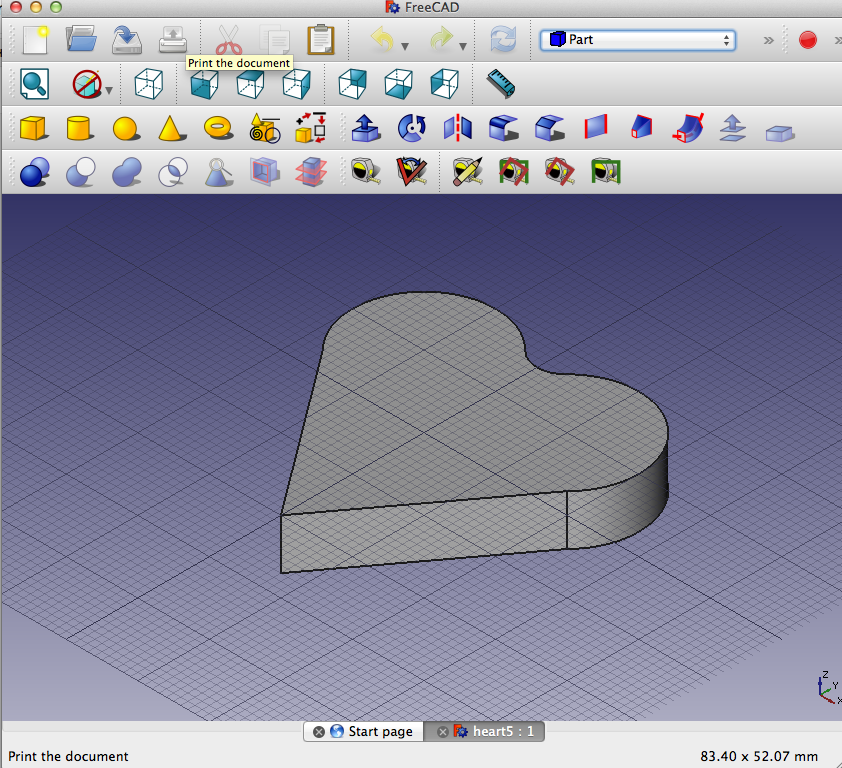 FreeCAD
Part
»
»
Print the document
Z
Y
X
Start page
heart5 : 1
Print the document
83.40 x 52.07 mm